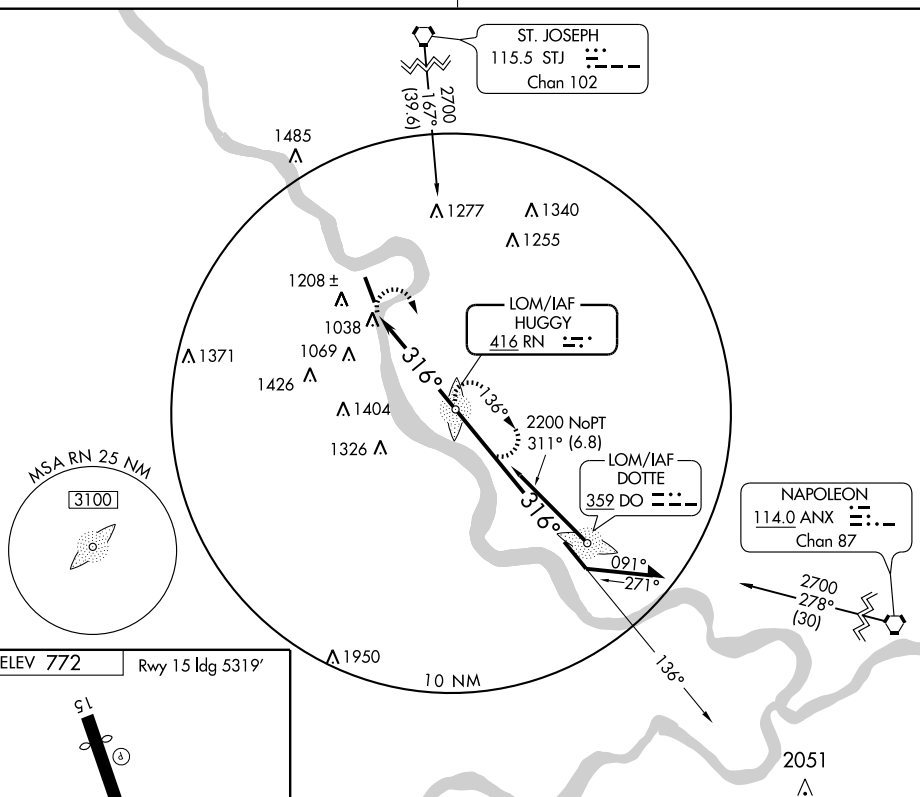 ST. JOSEPH
115.5 STJ
Chan 102
2700
167°
(39.6)
1485
1277
1340
1255
1208 ±
LOM/IAF
HUGGY
416 RN
1038
316°
1069
1371
1426
136°
1404
2200 NoPT
311° (6.8)
1326
LOM/IAF
DOTTE
359 DO
MSA RN 25 NM
3100
316°
NAPOLEON
114.0 ANX
Chan 87
091°
271°
2700
278°
(30)
136°
1950
10 NM
ELEV 772
Rwy 15 ldg 5319'
15
P
2051